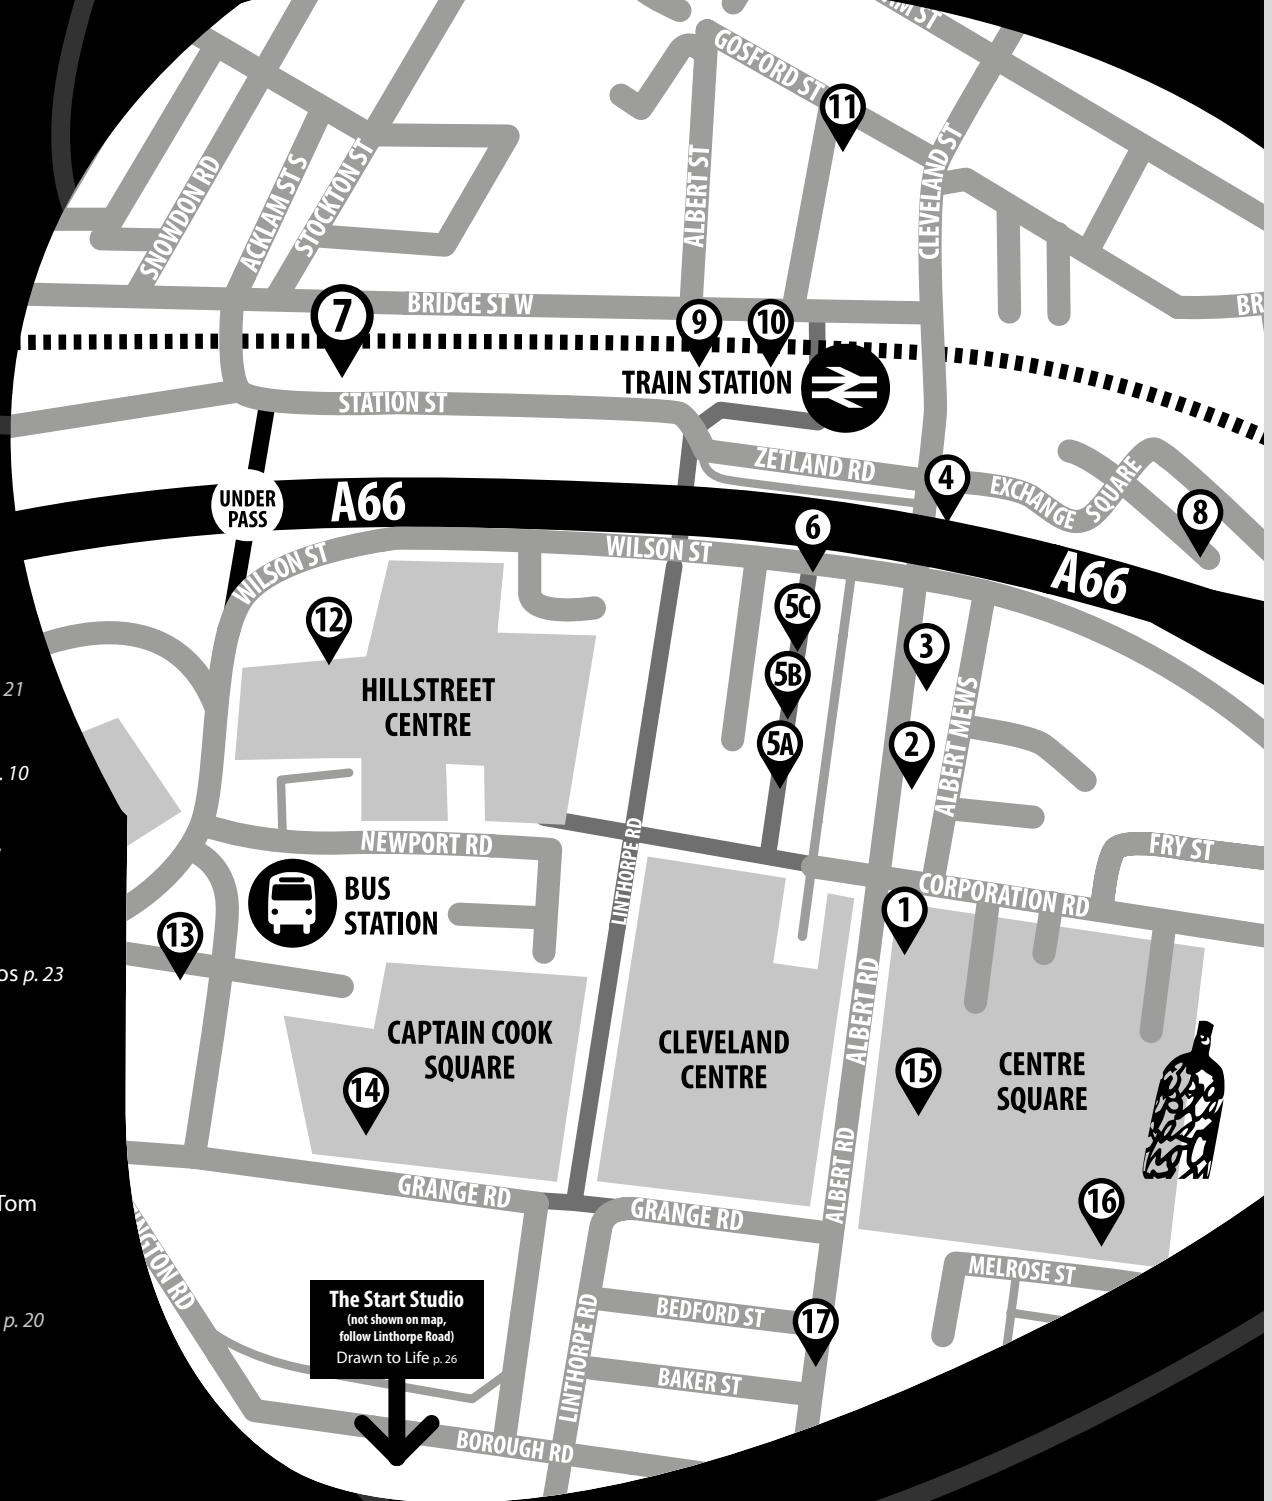 M ST
GOSFORD ST
11
CLEVELAND ST
ALBERT ST
SNOWDON RD
ACKLAM ST S
STOCKTON ST
7
BRIDGE ST W
9
10
BR
TRAIN STATION
STATION ST
ZETLAND RD
4
EXCHANGE
SQUARE
8
UNDER
PASS
A66
6
WILSON ST
WILSON ST
A66
5C
12
3
5B
HILLSTREET
CENTRE
21
5A
2
ALBERT MEWS
. 10
NEWPORT RD
LINTHORPE RD
FRY ST
CORPORATION RD
BUS
STATION
1
13
os p. 23
ALBERT RD
CAPTAIN COOK
SQUARE
CLEVELAND
CENTRE
14
15
CENTRE
SQUARE
ALBERT RD
Tom
GRANGE RD
GRANGE RD
16
INGTON RD
MELROSE ST
The Start Studio
(not shown on map,
follow Linthorpe Road)
Drawn to Life p. 26
p. 20
LINTHORPE RD
BEDFORD ST
17
BAKER ST
BOROUGH RD